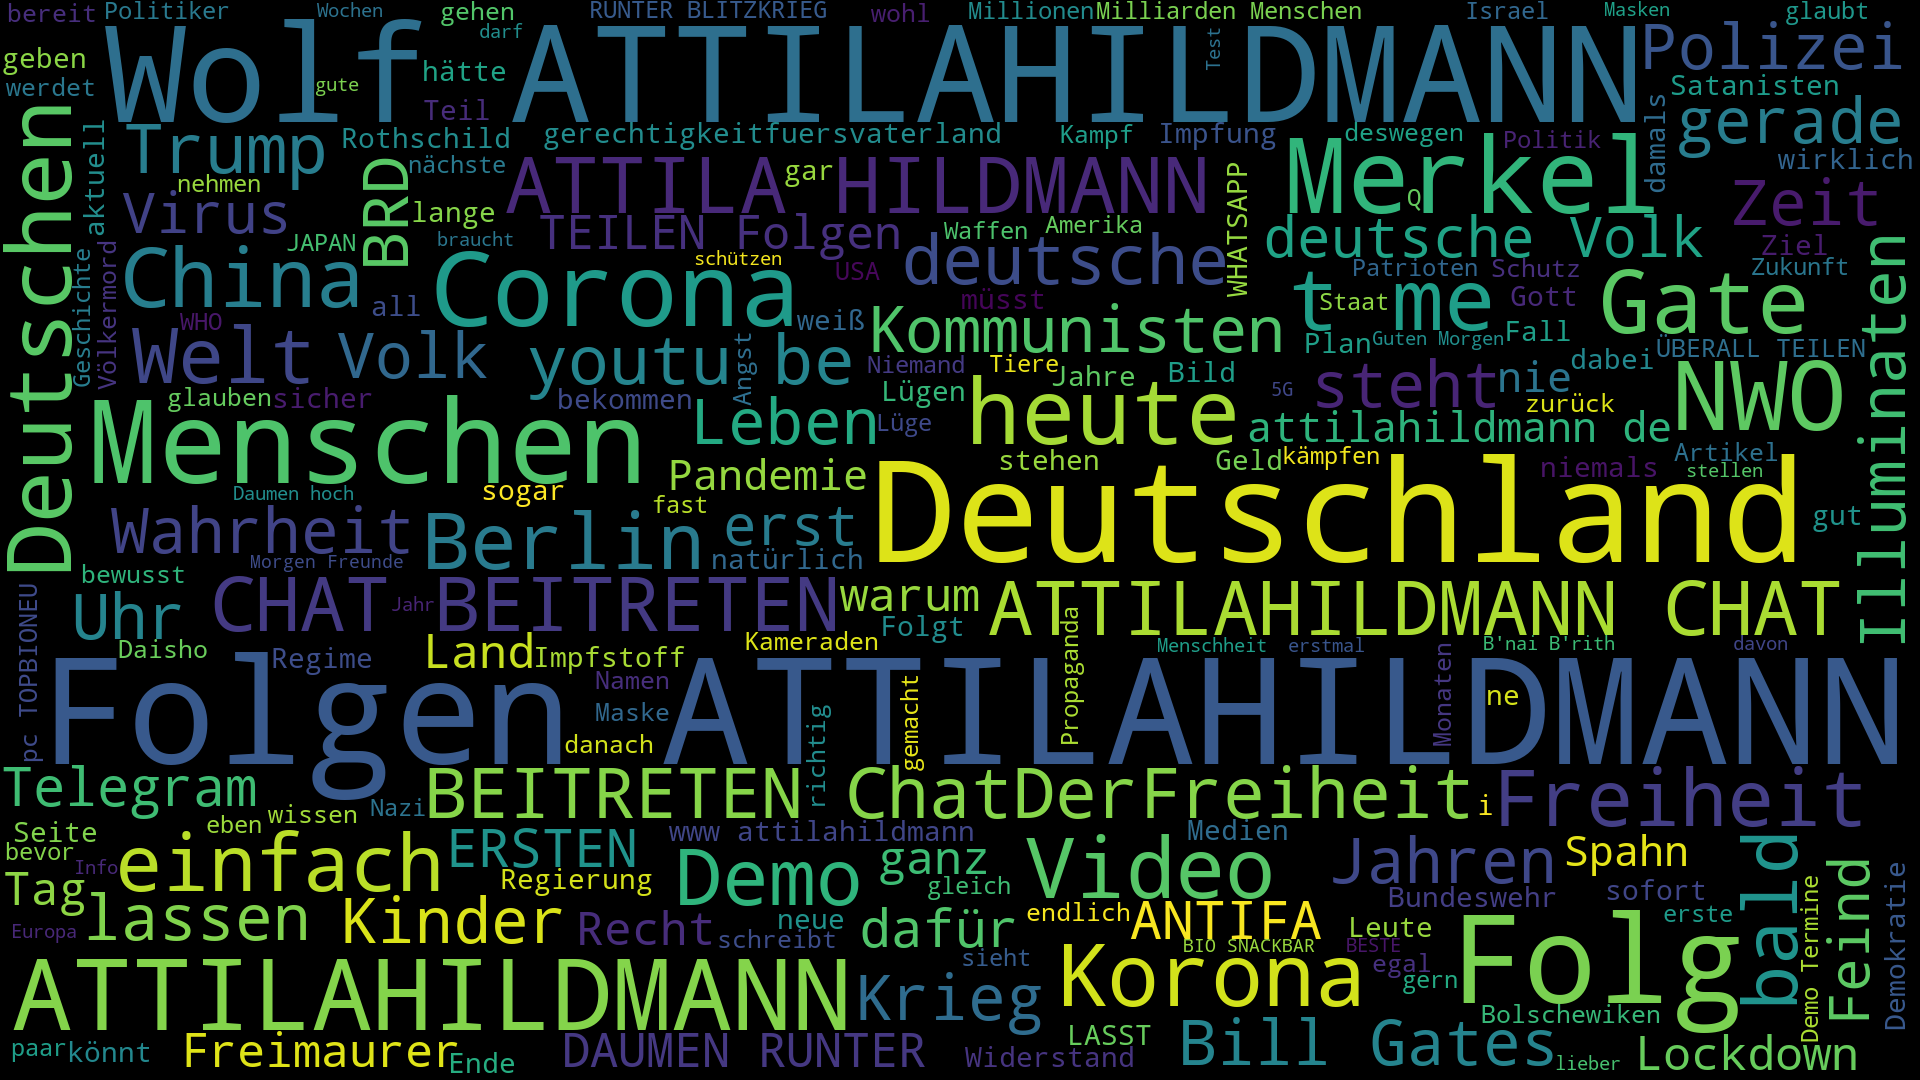 bereit Politiker Wochen gehen darf RUNTER BLITZKRIEG wohl Millionen Milliarden Menschen Israel Masken glaubt
geben Wolf ATTILAHILDMANN Test Polizei
werdet gute hätte Satanisten
Teil gerade
Deutschen aktuell Trump Rothschild gerechtigkeitfuersvaterland Kampf Impfung deswegen Politik damals wirklich
nehmen BRD nächste ATTILA HILDMANN gar WHATSAPP Merkel Q Zeit
Virus lange TEILEN Folgen Waffen Amerika deutsche Volk Ziel
Geschichte Völkermord JAPAN braucht schützen deutsche Patrioten Schutz Zukunft
China all Corona USA müsst t me Staat Gott Gate Illuminaten
WHO weiß Kommunisten Plan Guten Morgen Fall
Welt Volk youtu be Angst Niemand Tiere Jahre Bild dabei ÜBERALL TEILEN
glauben sicher bekommen Lügen heute 5G steht nie zurück NWO
Menschen Leben Lüge attilahildmann de Artikel
Pandemie stehen Geld kämpfen niemals stellen
Daumen hoch sogar fast Deutschland gut
Wahrheit Berlin erst natürlich
Morgen Freunde
bewusst CHAT BEITRETEN Jahr warum ATTILAHILDMANN CHAT
Uhr Folgt
pc TOPBIONEU Daisho Regime Land Impfstoff Kameraden Propaganda Menschheit erstmal B'nai B'rith davon
Folgen Namen ATTILAHILDMANN Monaten ne
Maske
danach richtig gemacht
Telegram BEITRETEN ChatDerFreiheit i Freiheit
wissen Nazi
Seite eben ERSTEN www attilahildmann Medien
bevor Info einfach Regierung Demo ganz Video Jahren Spahn bald
Tag gleich Bundeswehr sofort Feind Demokratie
lassen Kinder Recht neue dafür endlich ANTIFA Leute erste Demo Termine
Europa schreibt sieht BIO SNACKBAR BESTE egal
ATTILAHILDMANN Krieg Korona gern Folg
Bolschewiken
paar könnt Freimaurer Ende DAUMEN RUNTER Widerstand LASST Bill Gates lieber Lockdown